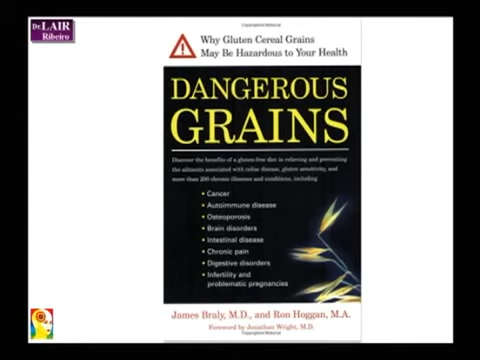 Dr. LAIR
Ribeiro
Why Gluten Cereal Grains
May Be Hazardous to Your Health
DANGEROUS
GRAINS
Discover the benefits of a gluten-free diet in relieving and preventing
the ailments associated with celiac disease, gluten sensitivity, and
more than 200 chronic illnesses and conditions, including
• Cancer
• Autoimmune disease
• Osteoporosis
• Brain disorders
• Intestinal disease
• Chronic pain
• Digestive disorders
• Infertility and
problematic pregnancies
James Braly, M.D., and Ron Hoggan, M.A.
Foreword by Jonathan Wright, M.D.